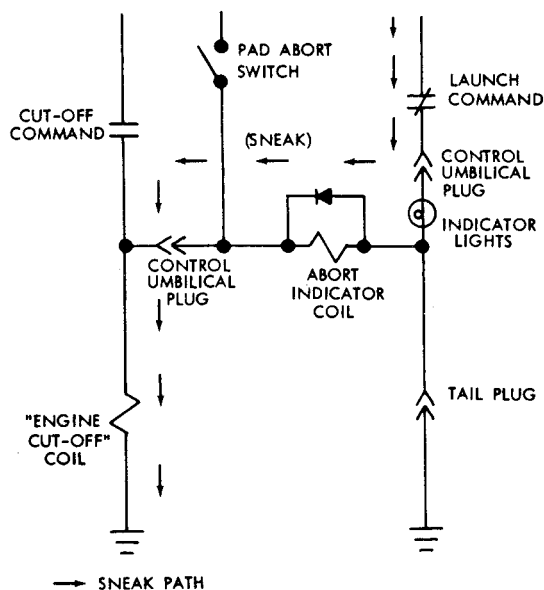 PAD ABORT
SWITCH
LAUNCH
COMMAND
CUT-OFF
COMMAND
(SNEAK)
CONTROL
UMBILICAL
PLUG
INDICATOR
LIGHTS
CONTROL
UMBILICAL
PLUG
ABORT
INDICATOR
COIL
TAIL PLUG
"ENGINE
CUT-OFF"
COIL
SNEAK PATH